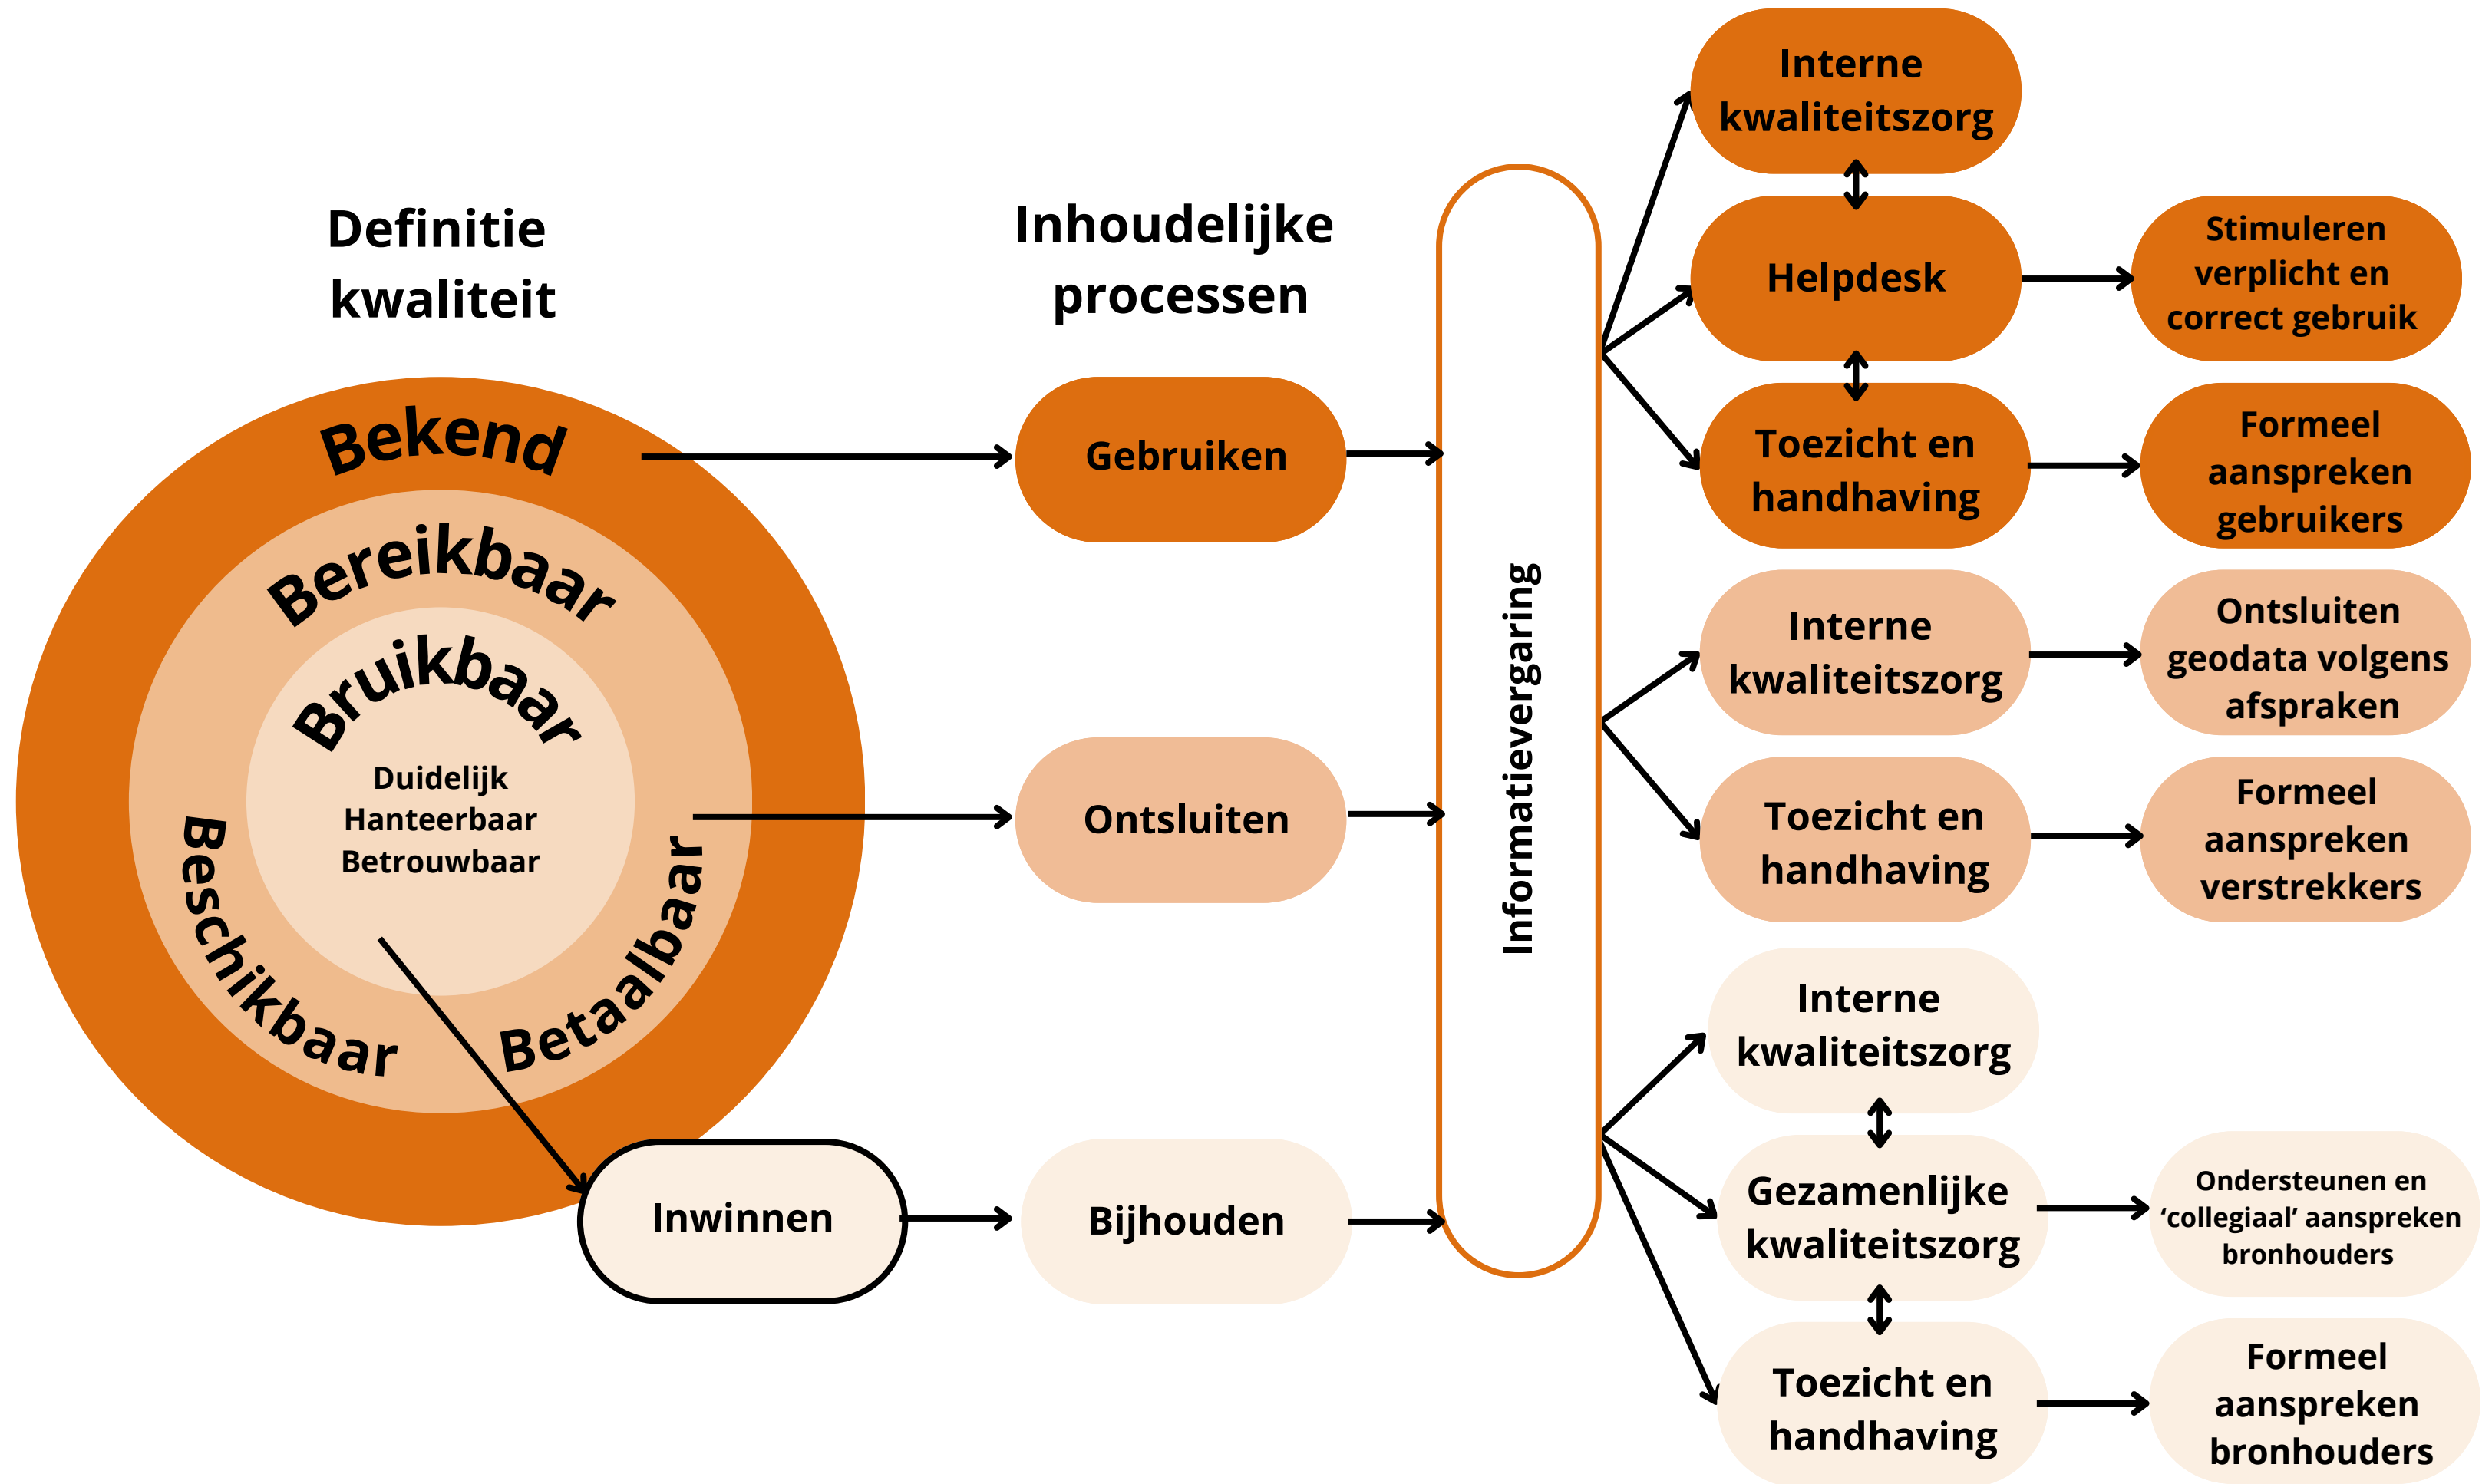 Definitie
kwaliteit
Bekend
Bereikbaar
Bruikbaar
Duidelijk
Hanteerbaar
Betrouwbaar
Beschikbaar
Betaalbaar
Inwinnen
Inhoudelijke
processen
Gebruiken
Ontsluiten
Bijhouden
Informatievergaring
Interne
kwaliteitszorg
Helpdesk
Stimuleren
verplicht en
correct gebruik
Toezicht en
handhaving
Formeel
aanspreken
gebruikers
Interne
kwaliteitszorg
Ontsluiten
geodata volgens
afspraken
Toezicht en
handhaving
Formeel
aanspreken
verstrekkers
Interne
kwaliteitszorg
Gezamenlijke
kwaliteitszorg
Ondersteunen en
‘collegiaal’ aanspreken
bronhouders
Toezicht en
handhaving
Formeel
aanspreken
bronhouders